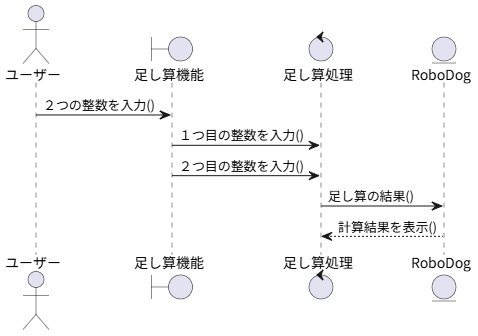 ユーザー
足し算機能
足し算処理
RoboDog
２つの整数を入力()
１つ目の整数を入力()
２つ目の整数を入力()
足し算の結果()
計算結果を表示()
ユーザー
足し算機能
足し算処理
RoboDog